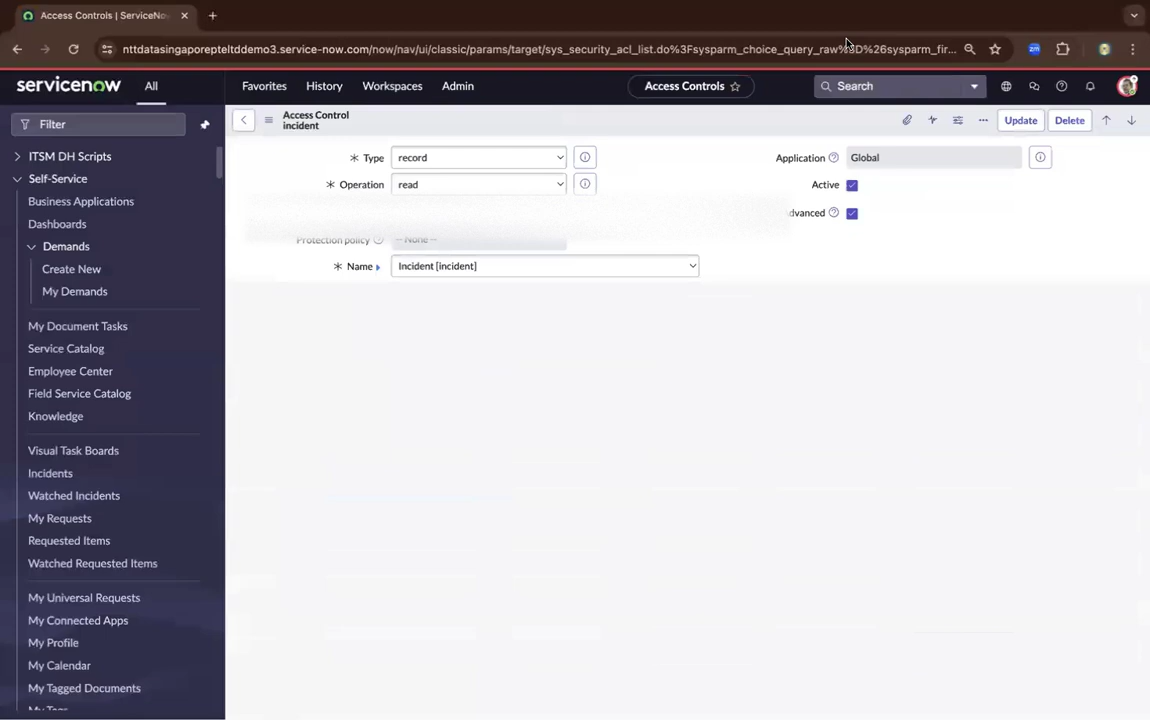 Access Controls | ServiceNo
nttdatasingaporepteltddemo3.service-now.com/now/nav/ui/classic/params/target/sys_security_acl_list.do%3Fsysparm_choice_query_raw%3D%26sysparm_fir...
servicenow
All
Favorites
History
Workspaces
Admin
Access Controls
Search
Filter
Access Control
incident
Update
Delete
ITSM DH Scripts
Self-Service
Business Applications
Dashboards
Demands
Create New
My Demands
My Document Tasks
Service Catalog
Employee Center
Field Service Catalog
Knowledge
Visual Task Boards
Incidents
Watched Incidents
My Requests
Requested Items
Watched Requested Items
My Universal Requests
My Connected Apps
My Profile
My Calendar
My Tagged Documents
My Tags
Type
record
Application
Global
Operation
read
Active
dvanced
Protection policy
-- None --
Name
Incident [incident]